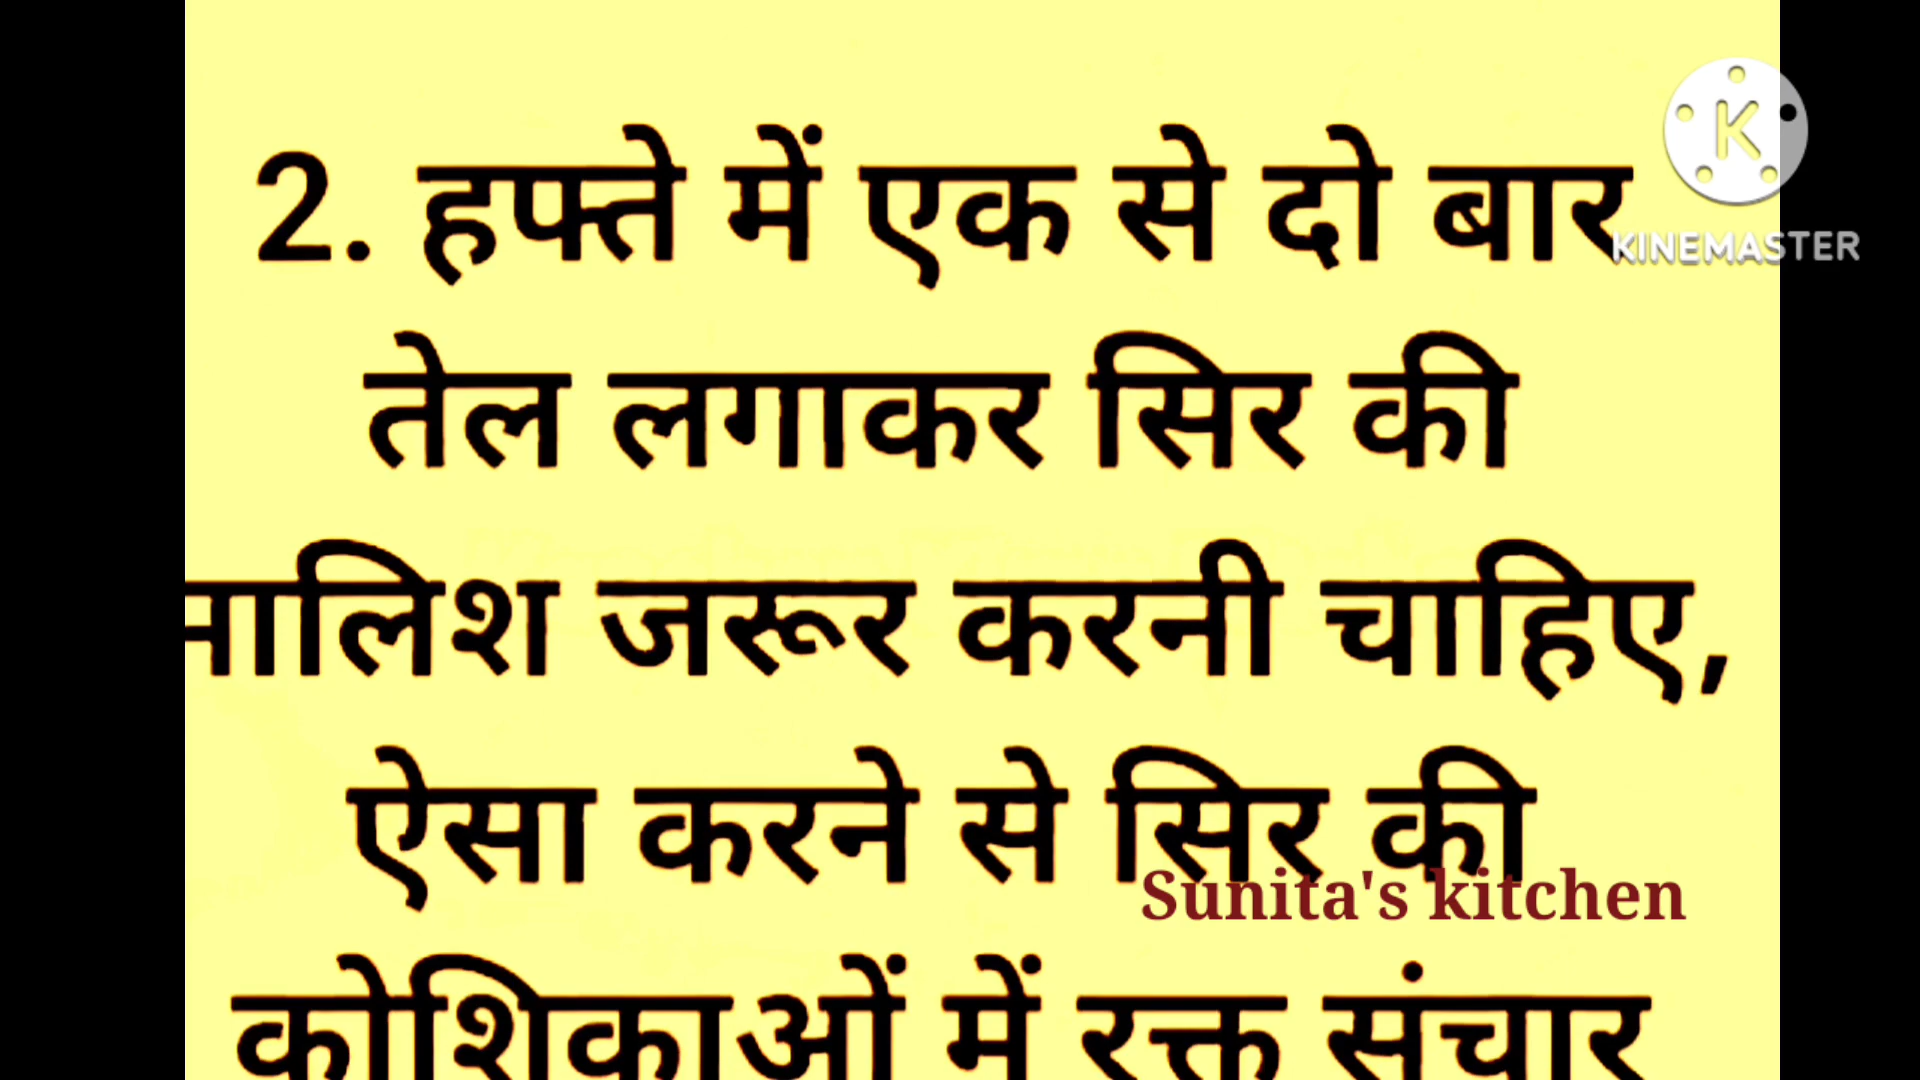 2. हफ्ते में एक से दो बार
KINEMASTER
तेल लगाकर सिर की
मालिश जरूर करनी चाहिए,
ऐसा करने से सिर की
Sunita's kitchen
कोशिकाओं में रक्त संचार